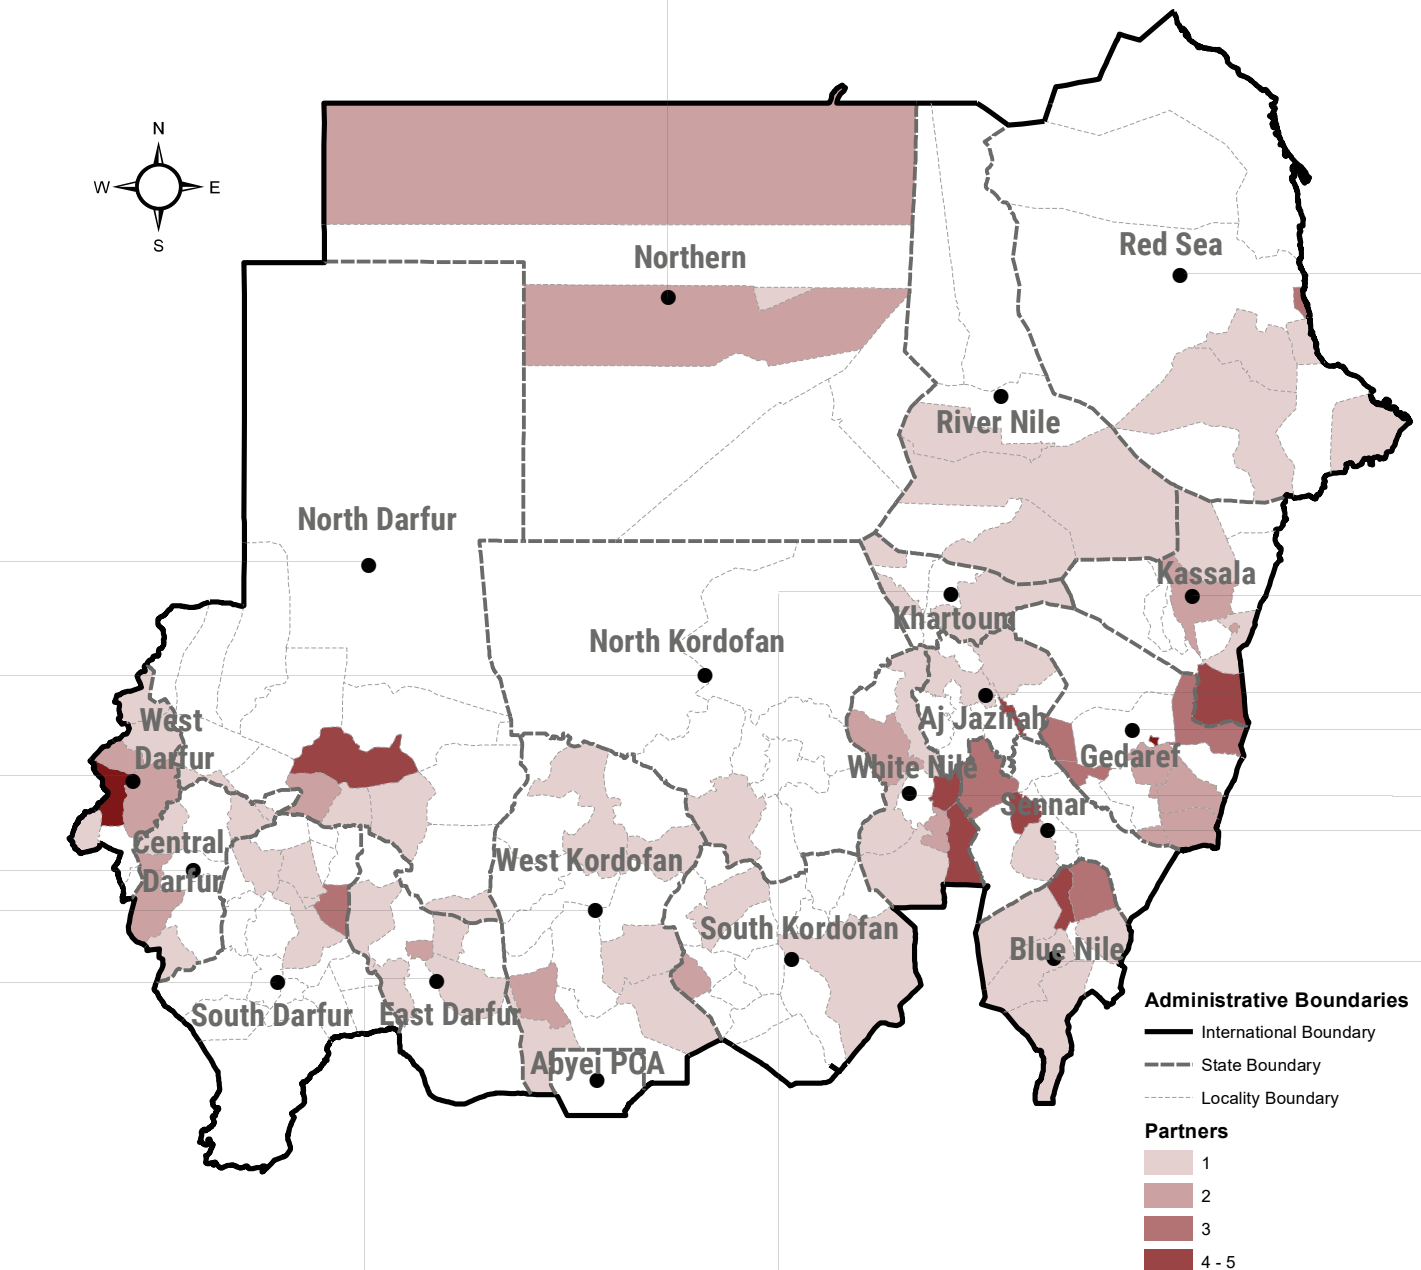 N
W
E
S
Northern
Red Sea
River Nile
North Darfur
Kassala
Khartoum
North Kordofan
West
Darfur
Aj Jazirah
Gedaref
White Nile
Sennar
Central
Darfur
West Kordofan
South Kordofan
Blue Nile
South Darfur
East Darfur
Abyei PCA
Administrative Boundaries
International Boundary
State Boundary
Locality Boundary
Partners
1
2
3
4 - 5